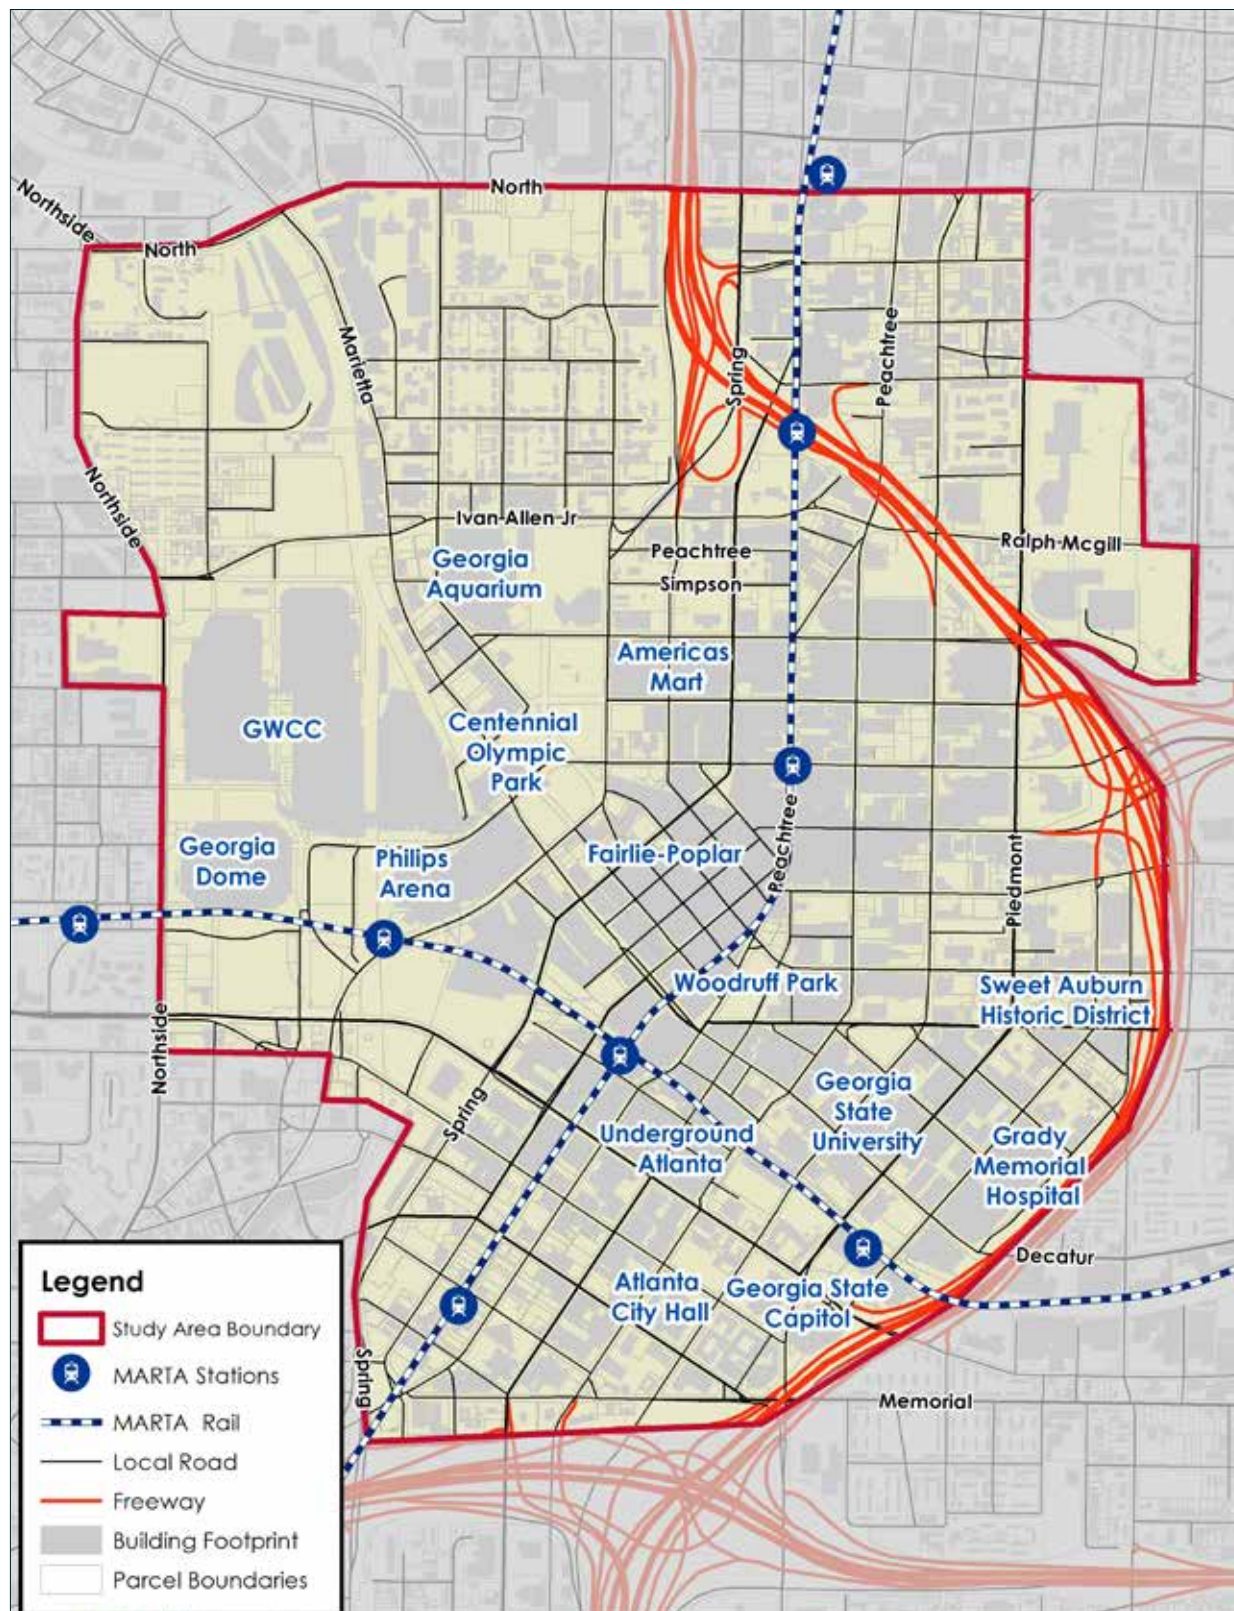 North
Northside
North
Marietta
Spring
Peachtree
Northside
Ivan Allen Jr
Peachtree
Ralph Mcgill
Simpson
Georgia
Aquarium
Americas
Mart
GWCC
Centennial
Olympic
Park
Peachtree
Georgia
Dome
Philips
Arena
Fairlie-Poplar
Piedmont
Woodruff Park
Sweet Auburn
Historic District
Northside
Spring
Georgia
State
University
Underground
Atlanta
Grady
Memorial
Hospital
Decatur
Atlanta
City Hall
Georgia State
Capitol
Spring
Memorial
Legend
Study Area Boundary
MARTA Stations
MARTA Rail
Local Road
Freeway
Building Footprint
Parcel Boundaries